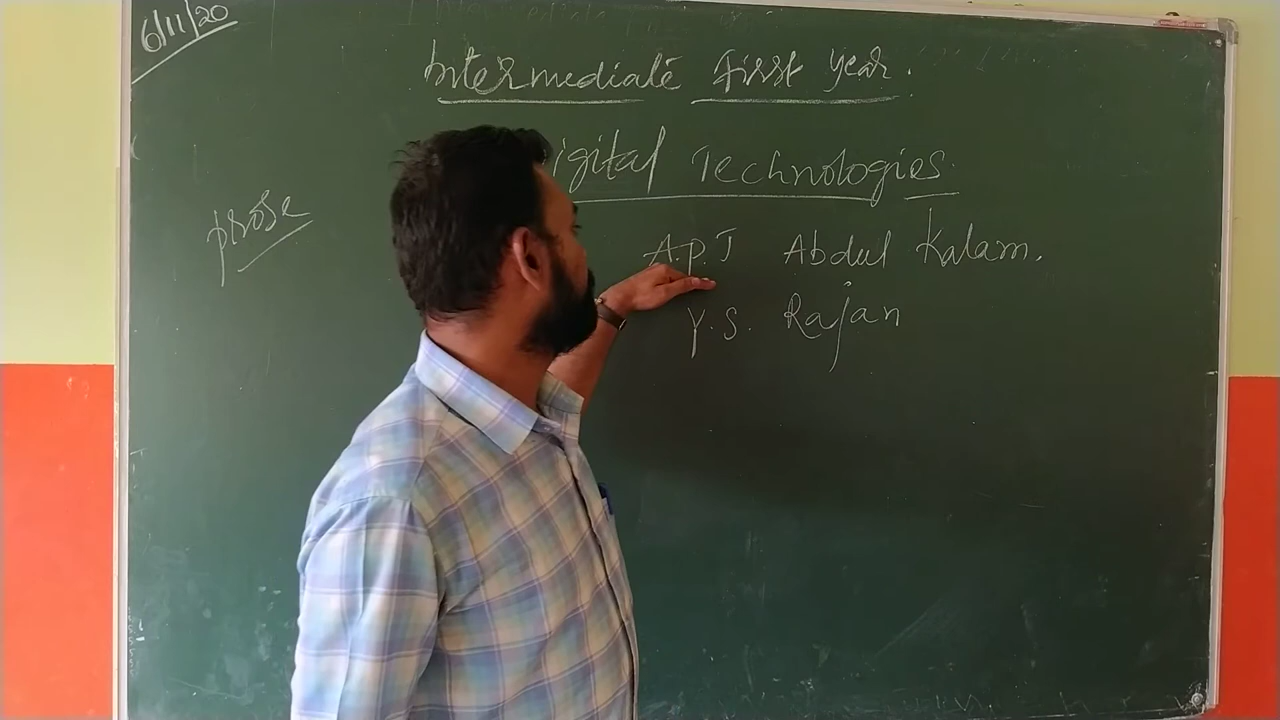 6/11/20
Intermediate first year.
igital Technologies.
prose
A.P.J Abdul Kalam.
Y.S. Rajan